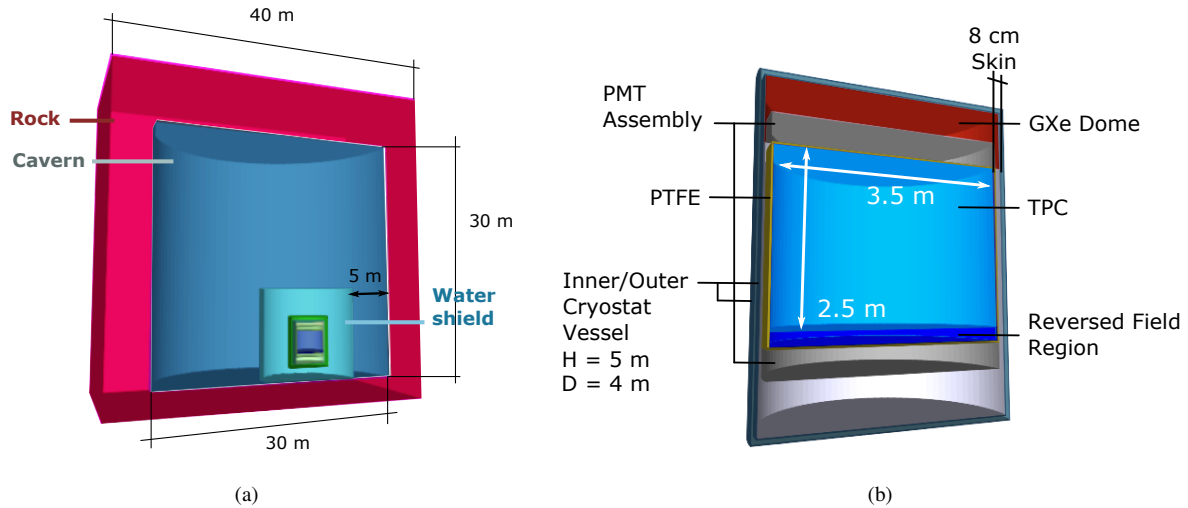 40 m
Rock
Cavern
30 m
5 m
Water
shield
30 m
(a)
8 cm
Skin
PMT
Assembly
GXe Dome
3.5 m
PTFE
TPC
Inner/Outer
Cryostat
Vessel
H = 5 m
D = 4 m
2.5 m
Reversed Field
Region
(b)